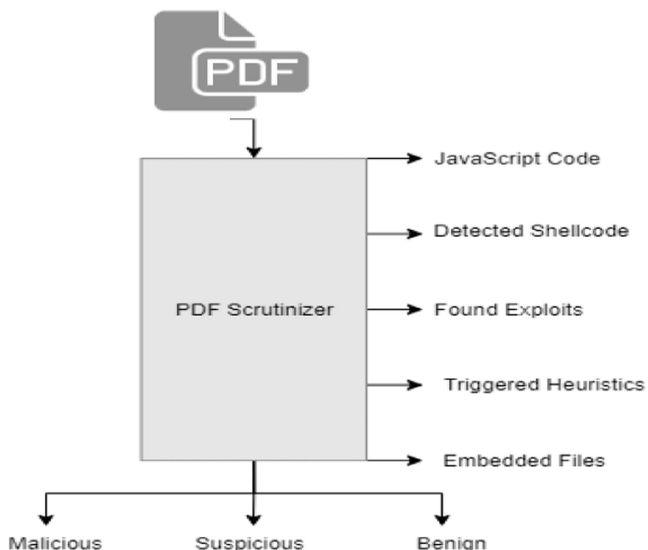 PDF
JavaScript Code
Detected Shellcode
PDF Scrutinizer
Found Exploits
Triggered Heuristics
Embedded Files
Malicious
Suspicious
Benign